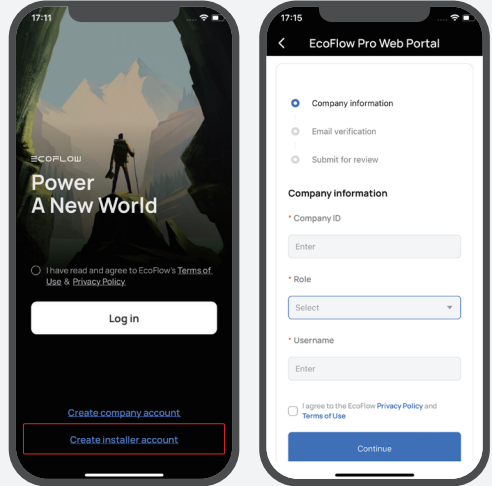 17:11
ECOFLOW
Power
A New World
I have read and agree to EcoFlow's Terms of
Use & Privacy Policy
Log in
Create company account
Create installer account
17:15
EcoFlow Pro Web Portal
Company information
Email verification
Submit for review
Company information
* Company ID
Enter
* Role
Select
* Username
Enter
I agree to the EcoFlow Privacy Policy and
Terms of Use
Continue